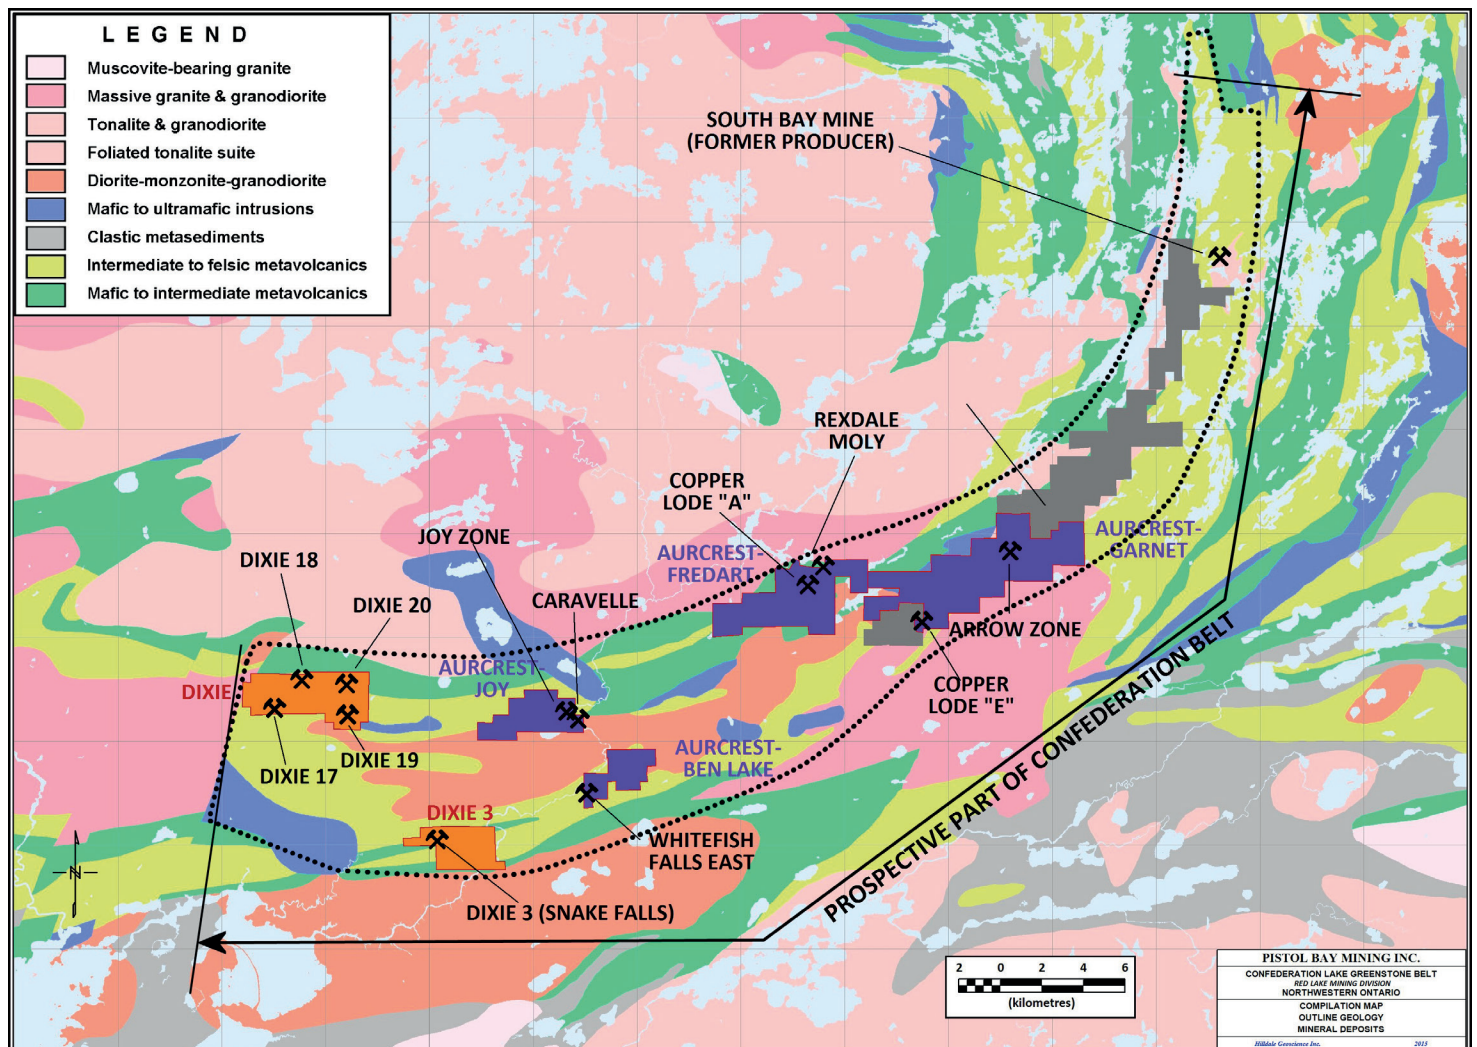 LEGEND
Muscovite-bearing granite
Massive granite & granodiorite
Tonalite & granodiorite
Foliated tonalite suite
Diorite-monzonite-granodiorite
Mafic to ultramafic intrusions
Clastic metasediments
Intermediate to felsic metavolcanics
Mafic to intermediate metavolcanics
SOUTH BAY MINE
(FORMER PRODUCER)
REXDALE
MOLY
COPPER
LODE "A"
JOY ZONE
AURCREST-
FREDART
AURCREST-
GARNET
DIXIE 18
DIXIE 20
CARAVELLE
ARROW ZONE
AURCREST-
JOY
DIXIE
COPPER
LODE "E"
DIXIE 17
DIXIE 19
AURCREST-
BEN LAKE
DIXIE 3
WHITEFISH
FALLS EAST
DIXIE 3 (SNAKE FALLS)
PROSPECTIVE PART OF CONFEDERATION BELT
N
2 0 2 4 6
(kilometres)
PISTOL BAY MINING INC.
CONFEDERATION LAKE GREENSTONE BELT
RED LAKE MINING DIVISION
NORTHWESTERN ONTARIO
COMPILATION MAP
OUTLINE GEOLOGY
MINERAL DEPOSITS
Hilldale Geoscience Inc. 2015